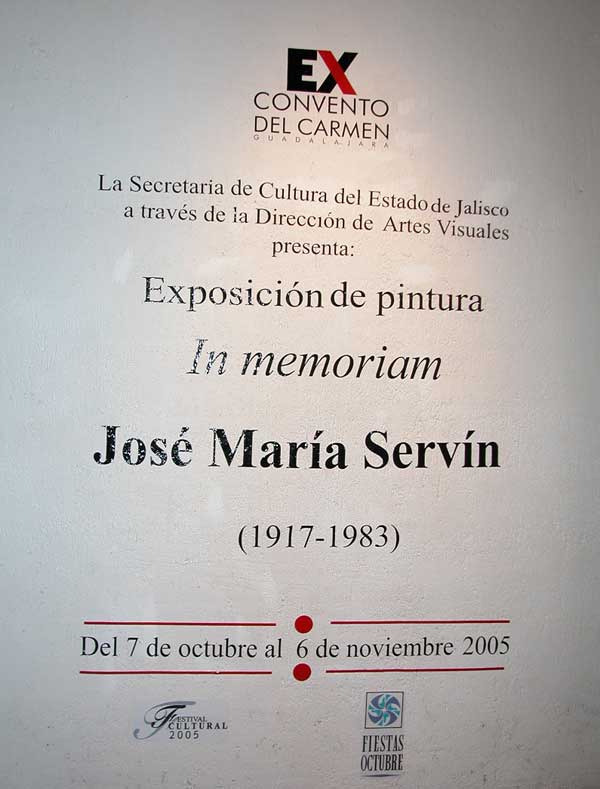 EX
CONVENTO
DEL CARMEN
GUADALAJARA
La Secretaria de Cultura del Estado de Jalisco
a través de la Dirección de Artes Visuales
presenta:
Exposición de pintura
In memoriam
José María Servín
(1917-1983)
Del 7 de octubre al 6 de noviembre 2005
FESTIVAL
CULTURAL
2005
FIESTAS
OCTUBRE